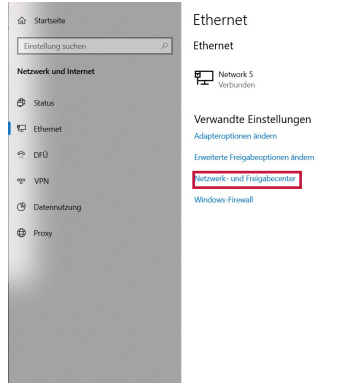 Startseite
Einstellung suchen
Netzwerk und Internet
Status
Ethernet
DFÜ
VPN
Datennutzung
Proxy
Ethernet
Ethernet
Network 5
Verbunden
Verwandte Einstellungen
Adapteroptionen ändern
Erweiterte Freigabeoptionen ändern
Netzwerk- und Freigabecenter
Windows-Firewall